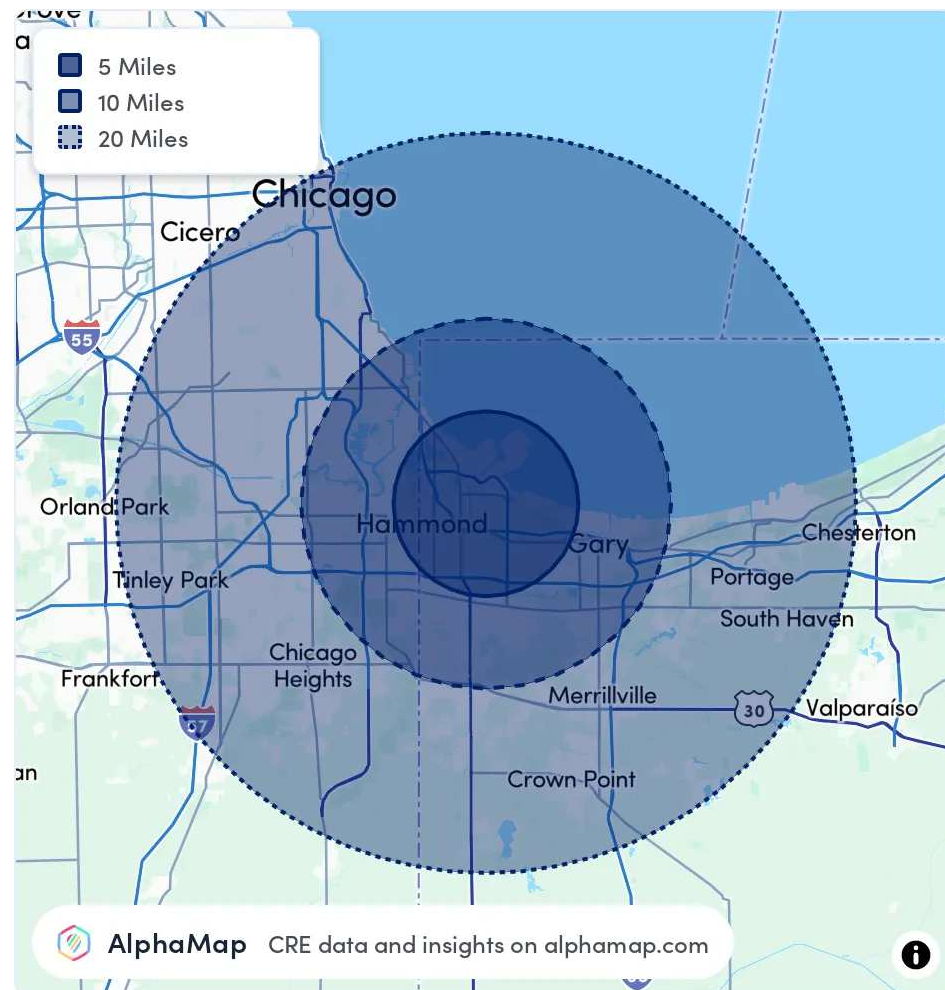 5 Miles
10 Miles
20 Miles
Chicago
Cicero
55
Orland Park
Hammond
Gary
Chesterton
Tinley Park
Portage
South Haven
Chicago
Heights
Frankfort
Merrillville
30
Valparaíso
57
an
Crown Point
AlphaMap
CRE data and insights on alphamap.com